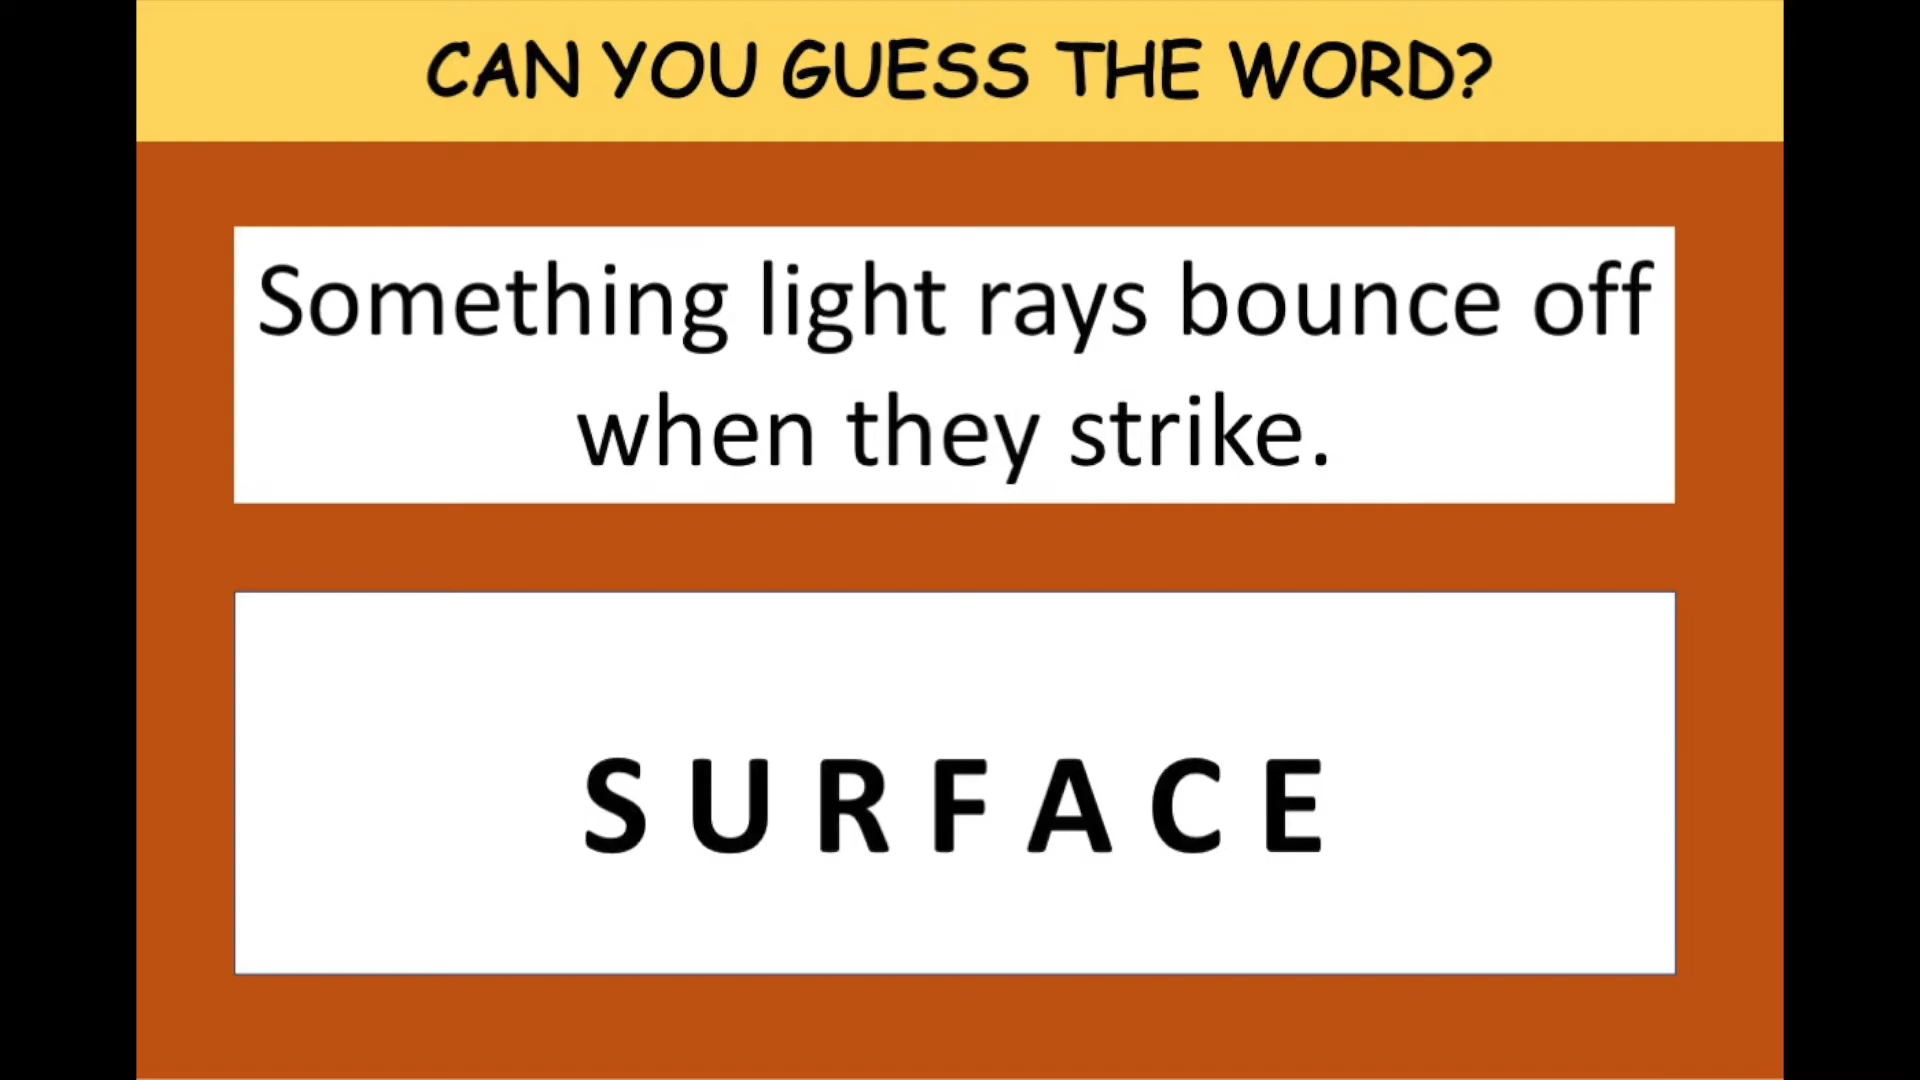 CAN YOU GUESS THE WORD?
Something light rays bounce off
when they strike.
S U R F A C E